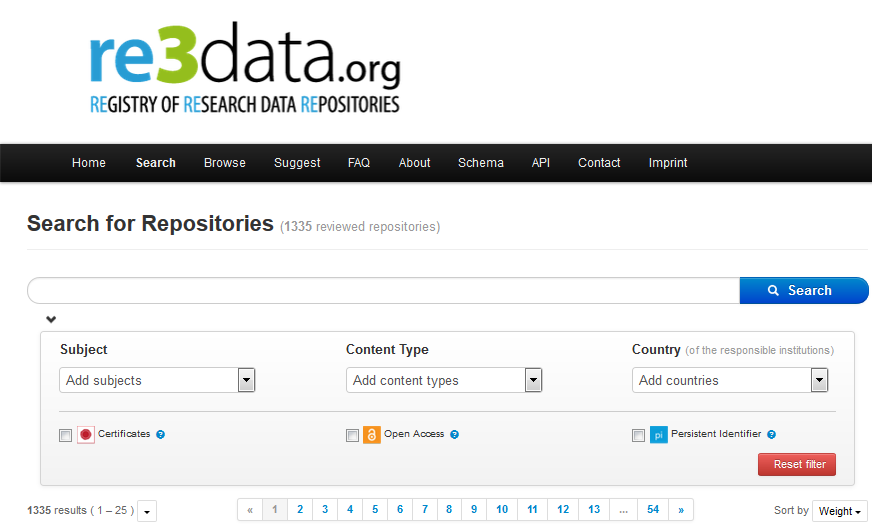 re3data.org
REGISTRY OF RESEARCH DATA REPOSITORIES
Home Search Browse Suggest FAQ About Schema API Contact Imprint
Search for Repositories (1335 reviewed repositories)
Search
Subject Content Type Country (of the responsible institutions)
Add subjects Add content types Add countries
Certificates ? Open Access ? pi Persistent Identifier ?
Reset filter
1335 results ( 1 – 25 ) « 1 2 3 4 5 6 7 8 9 10 11 12 13 ... 54 » Sort by Weight